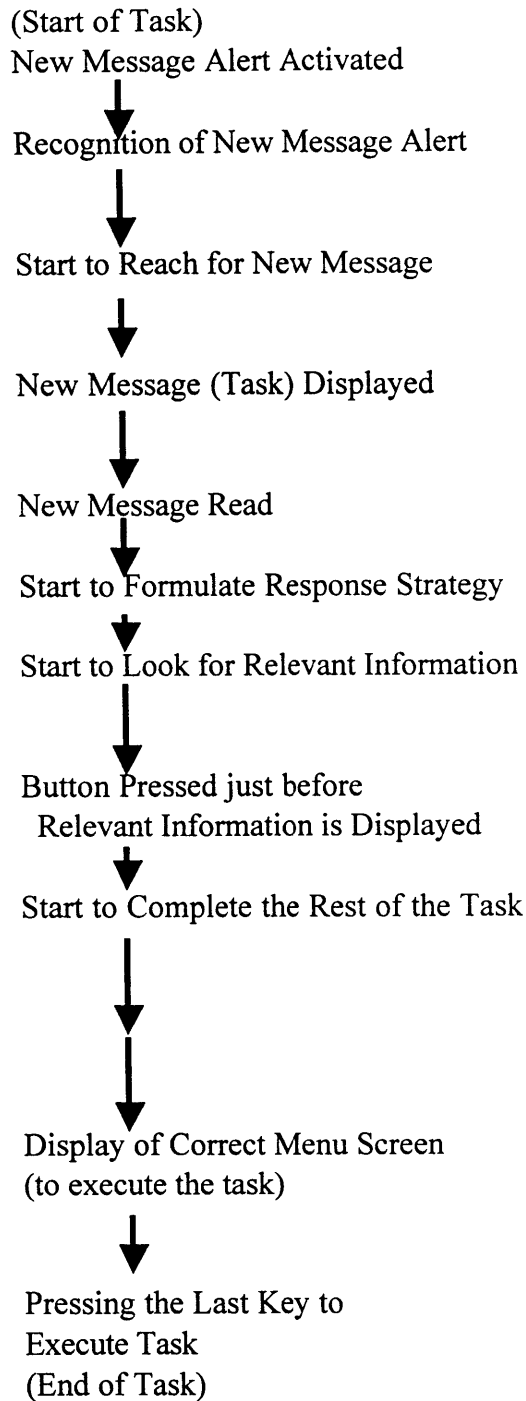 (Start of Task)
New Message Alert Activated
Recognition of New Message Alert
Start to Reach for New Message
New Message (Task) Displayed
New Message Read
Start to Formulate Response Strategy
Start to Look for Relevant Information
Button Pressed just before
Relevant Information is Displayed
Start to Complete the Rest of the Task
Display of Correct Menu Screen
(to execute the task)
Pressing the Last Key to
Execute Task
(End of Task)